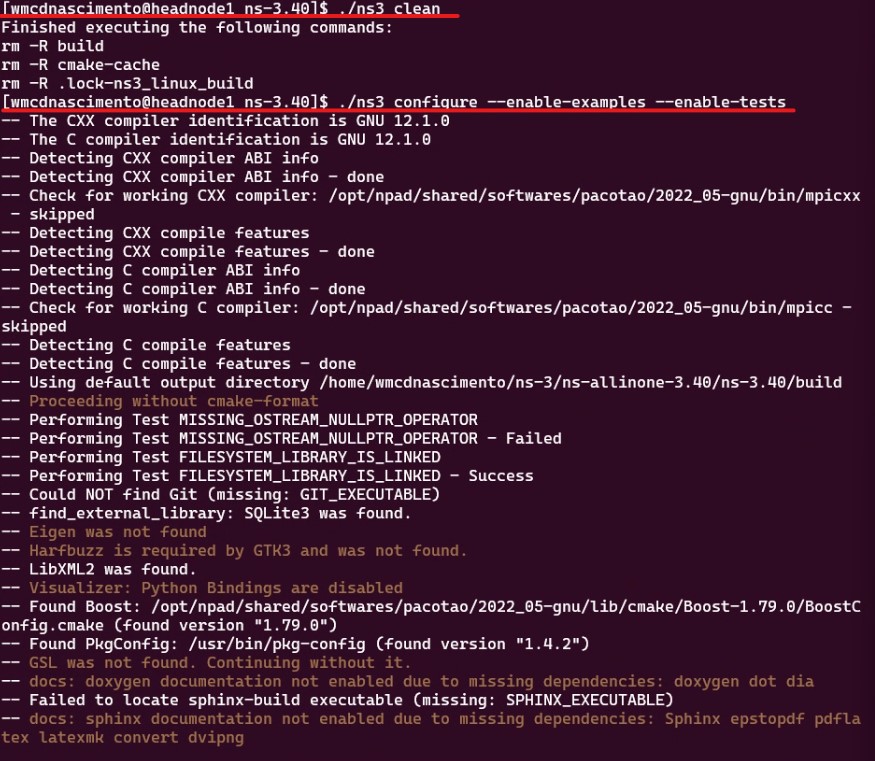 [wmcdnascimento@headnode1 ns-3.40]$ ./ns3 clean
Finished executing the following commands:
rm -R build
rm -R cmake-cache
rm -R .lock-ns3_linux_build
[wmcdnascimento@headnode1 ns-3.40]$ ./ns3 configure --enable-examples --enable-tests
-- The CXX compiler identification is GNU 12.1.0
-- The C compiler identification is GNU 12.1.0
-- Detecting CXX compiler ABI info
-- Detecting CXX compiler ABI info - done
-- Check for working CXX compiler: /opt/npad/shared/softwares/pacotao/2022_05-gnu/bin/mpicxx
 - skipped
-- Detecting CXX compile features
-- Detecting CXX compile features - done
-- Detecting C compiler ABI info
-- Detecting C compiler ABI info - done
-- Check for working C compiler: /opt/npad/shared/softwares/pacotao/2022_05-gnu/bin/mpicc -
skipped
-- Detecting C compile features
-- Detecting C compile features - done
-- Using default output directory /home/wmcdnascimento/ns-3/ns-allinone-3.40/ns-3.40/build
-- Proceeding without cmake-format
-- Performing Test MISSING_OSTREAM_NULLPTR_OPERATOR
-- Performing Test MISSING_OSTREAM_NULLPTR_OPERATOR - Failed
-- Performing Test FILESYSTEM_LIBRARY_IS_LINKED
-- Performing Test FILESYSTEM_LIBRARY_IS_LINKED - Success
-- Could NOT find Git (missing: GIT_EXECUTABLE)
-- find_external_library: SQLite3 was found.
-- Eigen was not found
-- Harfbuzz is required by GTK3 and was not found.
-- LibXML2 was found.
-- Visualizer: Python Bindings are disabled
-- Found Boost: /opt/npad/shared/softwares/pacotao/2022_05-gnu/lib/cmake/Boost-1.79.0/BoostC
onfig.cmake (found version "1.79.0")
-- Found PkgConfig: /usr/bin/pkg-config (found version "1.4.2")
-- GSL was not found. Continuing without it.
-- docs: doxygen documentation not enabled due to missing dependencies: doxygen dot dia
-- Failed to locate sphinx-build executable (missing: SPHINX_EXECUTABLE)
-- docs: sphinx documentation not enabled due to missing dependencies: Sphinx epstopdf pdfla
tex latexmk convert dvipng